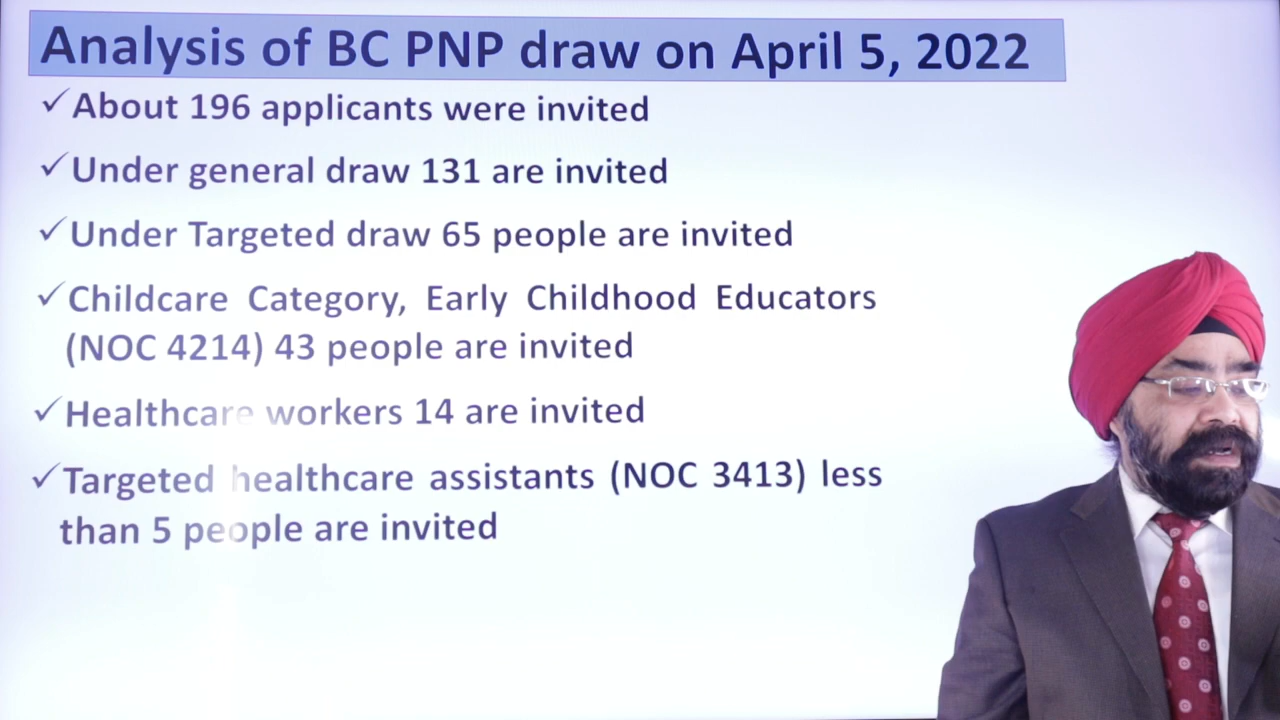 Analysis of BC PNP draw on April 5, 2022
✓About 196 applicants were invited
✓Under general draw 131 are invited
✓Under Targeted draw 65 people are invited
✓Childcare Category, Early Childhood Educators
(NOC 4214) 43 people are invited
✓Healthcare workers 14 are invited
✓Targeted healthcare assistants (NOC 3413) less
than 5 people are invited